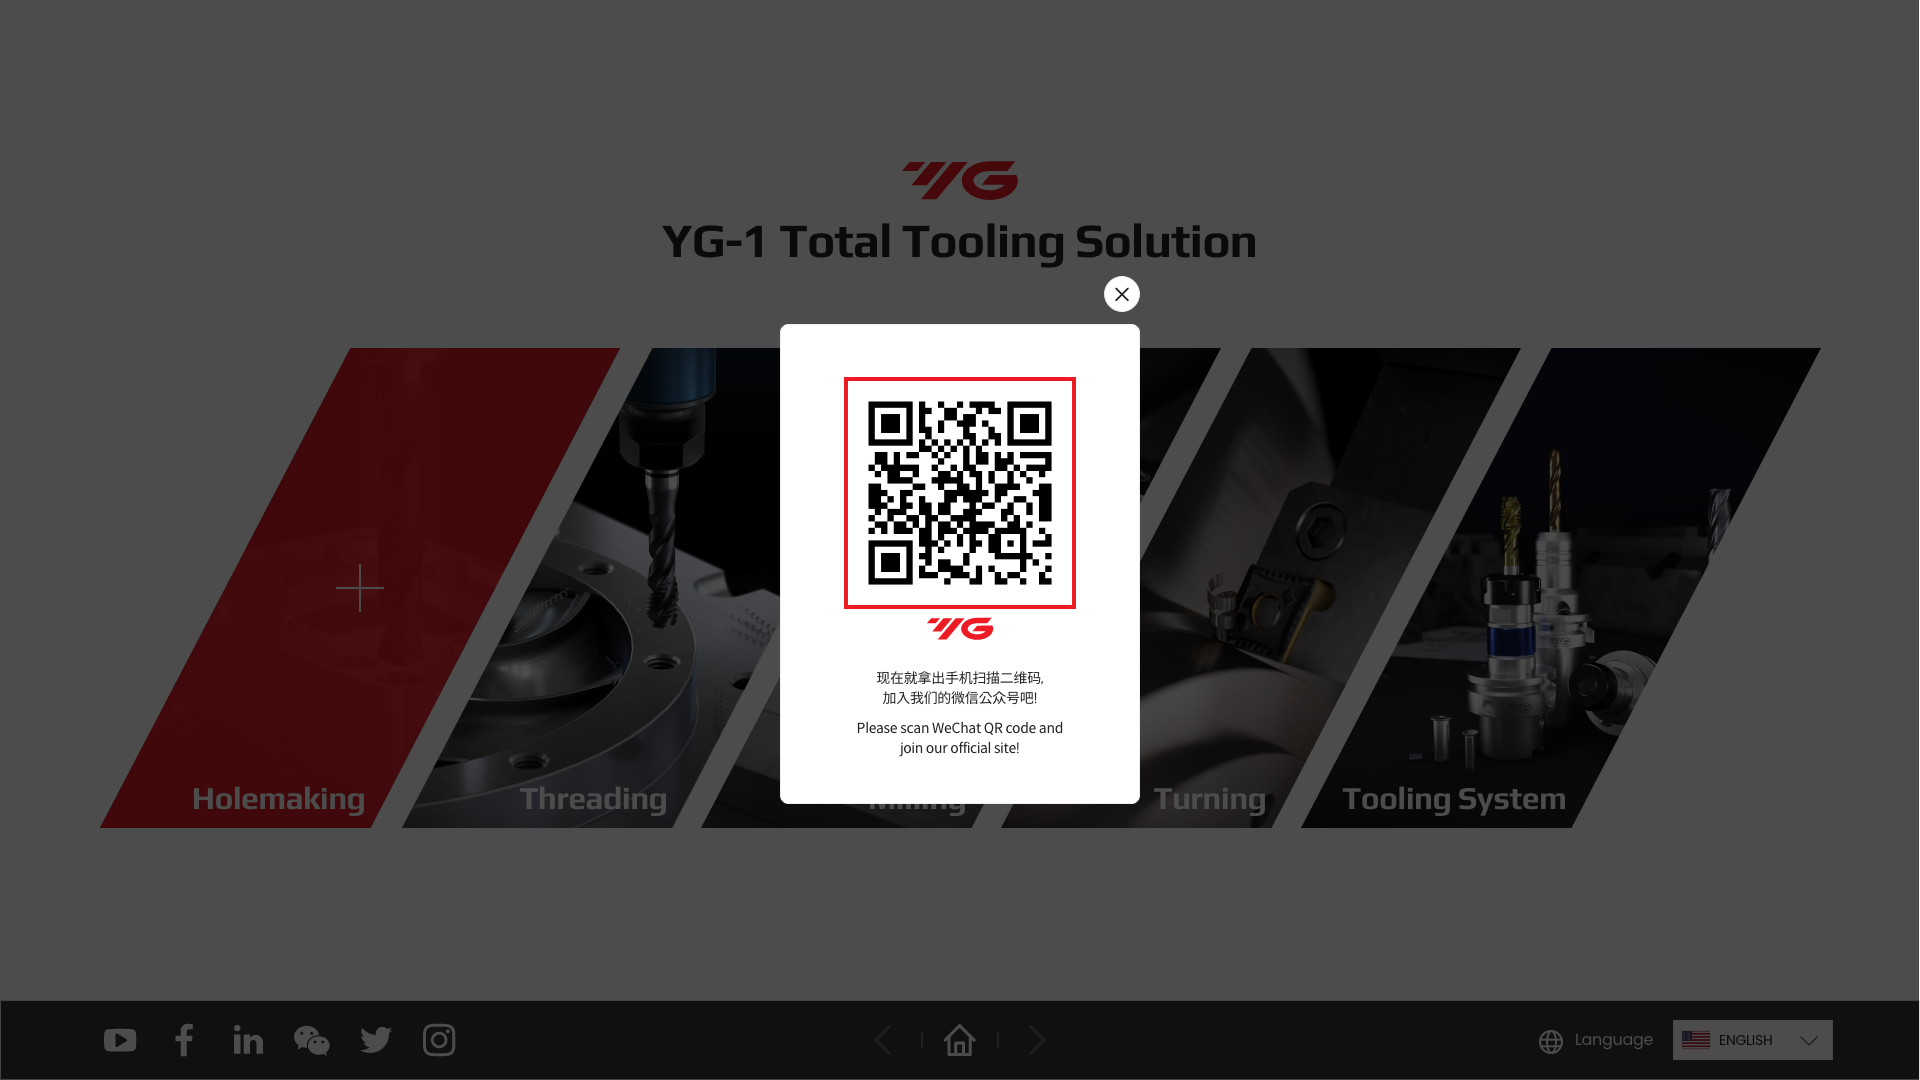 YG
YG-1 Total Tooling Solution
YG
现在就拿出手机扫描二维码,
加入我们的微信公众号吧!
Please scan WeChat QR code and
join our official site!
Holemaking
Threading
Milling
Turning
Tooling System
Language
ENGLISH